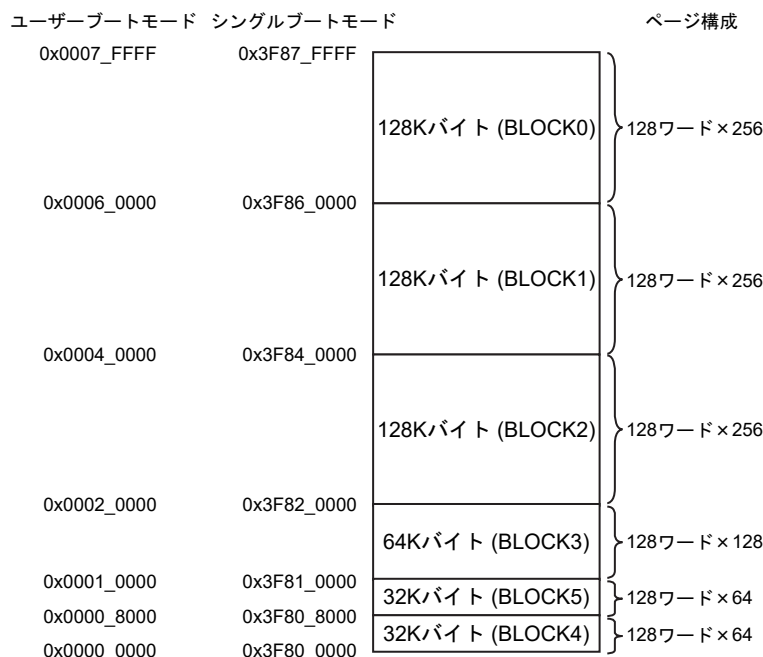 ユーザーブートモード シングルブートモード ページ構成
0x0007_FFFF 0x3F87_FFFF
128Kバイト (BLOCK0) 128ワード×256
0x0006_0000 0x3F86_0000
128Kバイト (BLOCK1) 128ワード×256
0x0004_0000 0x3F84_0000
128Kバイト (BLOCK2) 128ワード×256
0x0002_0000 0x3F82_0000
64Kバイト (BLOCK3) 128ワード×128
0x0001_0000 0x3F81_0000
32Kバイト (BLOCK5) 128ワード×64
0x0000_8000 0x3F80_8000
32Kバイト (BLOCK4) 128ワード×64
0x0000_0000 0x3F80_0000